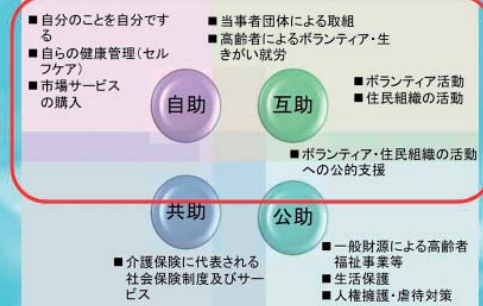 ■自分のことを自分です
る
■自らの健康管理(セル
フケア)
■市場サービス
の購入
■当事者団体による取組
■高齢者によるボランティア・生
きがい就労
自助
互助
■ボランティア活動
■住民組織の活動
■ボランティア・住民組織の活動
への公的支援
共助
公助
■介護保険に代表される
社会保険制度及びサー
ビス
■一般財源による高齢者
福祉事業等
■生活保護
■人権擁護・虐待対策